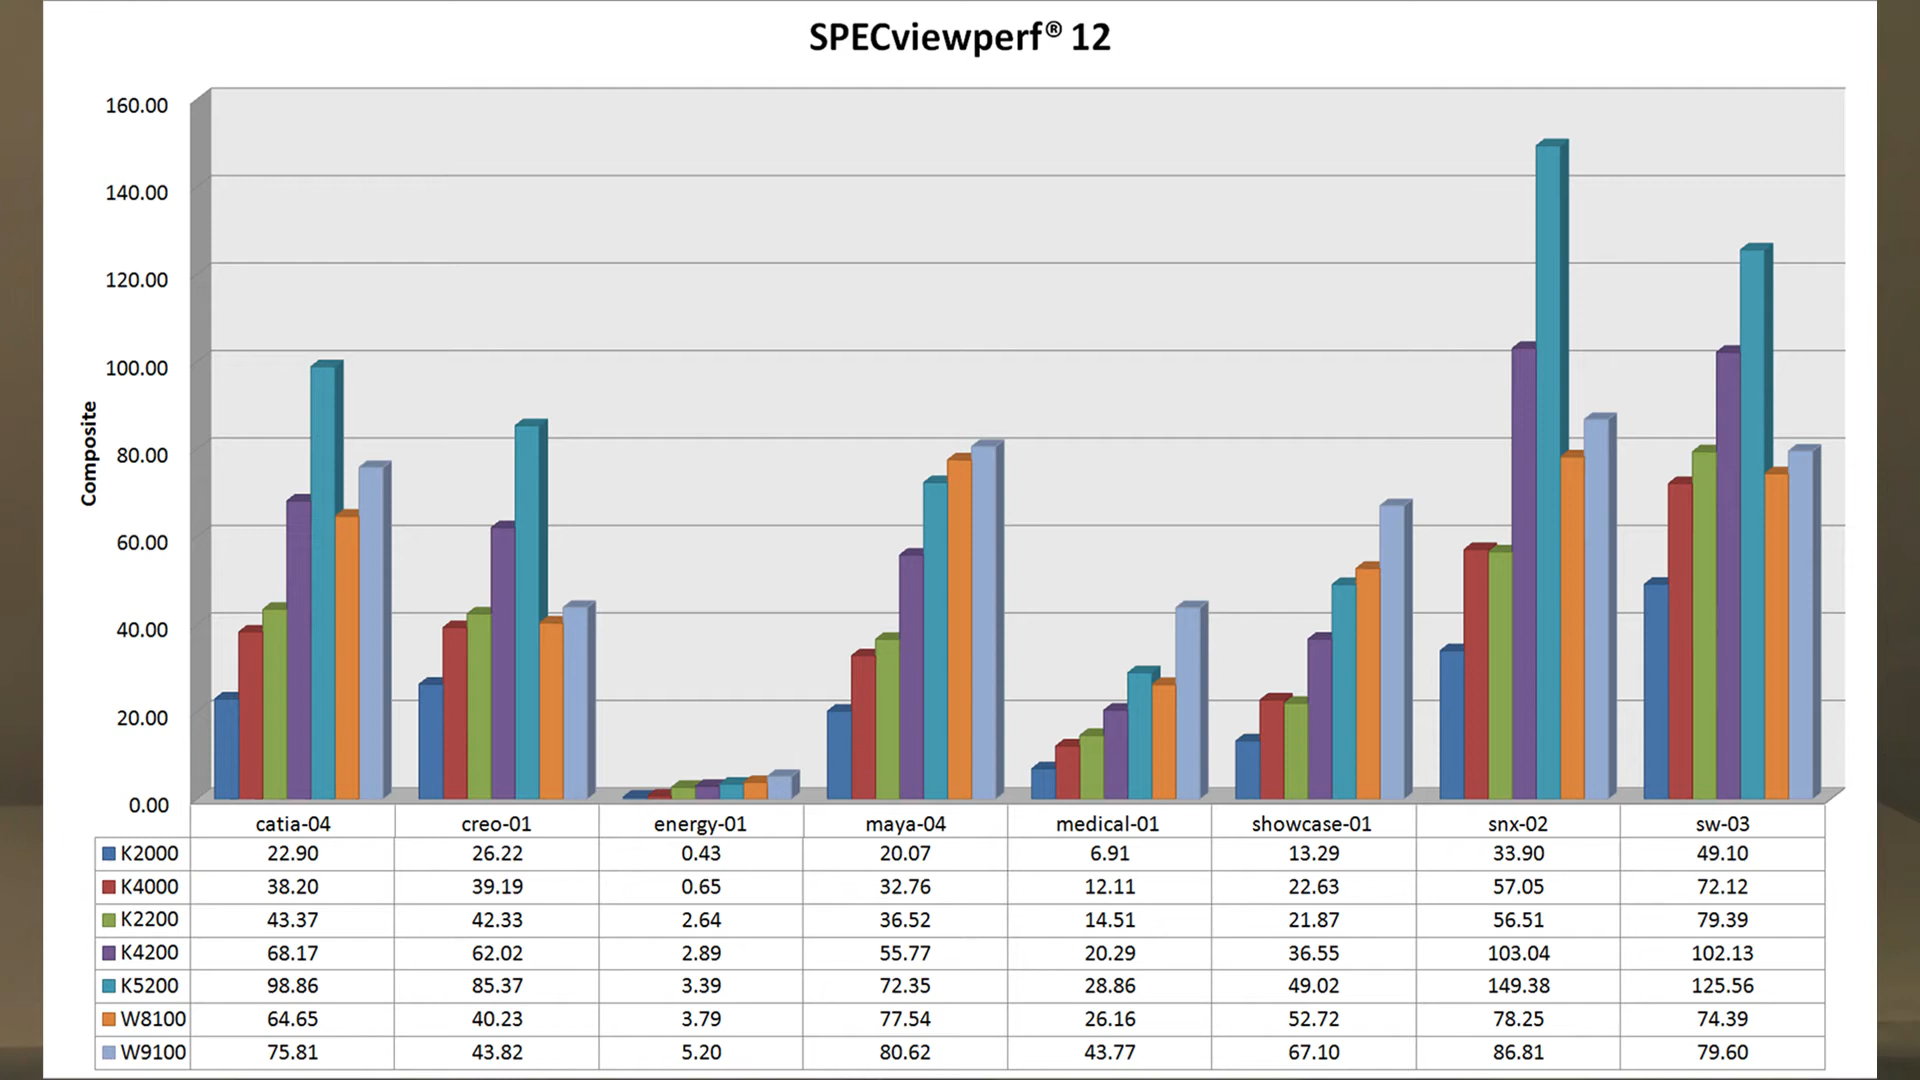 SPECviewperf® 12
160.00
140.00
120.00
100.00
80.00
60.00
40.00
20.00
0.00
Composite
catia-04 creo-01 energy-01 maya-04 medical-01 showcase-01 snx-02 sw-03
K2000 22.90 26.22 0.43 20.07 6.91 13.29 33.90 49.10
K4000 38.20 39.19 0.65 32.76 12.11 22.63 57.05 72.12
K2200 43.37 42.33 2.64 36.52 14.51 21.87 56.51 79.39
K4200 68.17 62.02 2.89 55.77 20.29 36.55 103.04 102.13
K5200 98.86 85.37 3.39 72.35 28.86 49.02 149.38 125.56
W8100 64.65 40.23 3.79 77.54 26.16 52.72 78.25 74.39
W9100 75.81 43.82 5.20 80.62 43.77 67.10 86.81 79.60